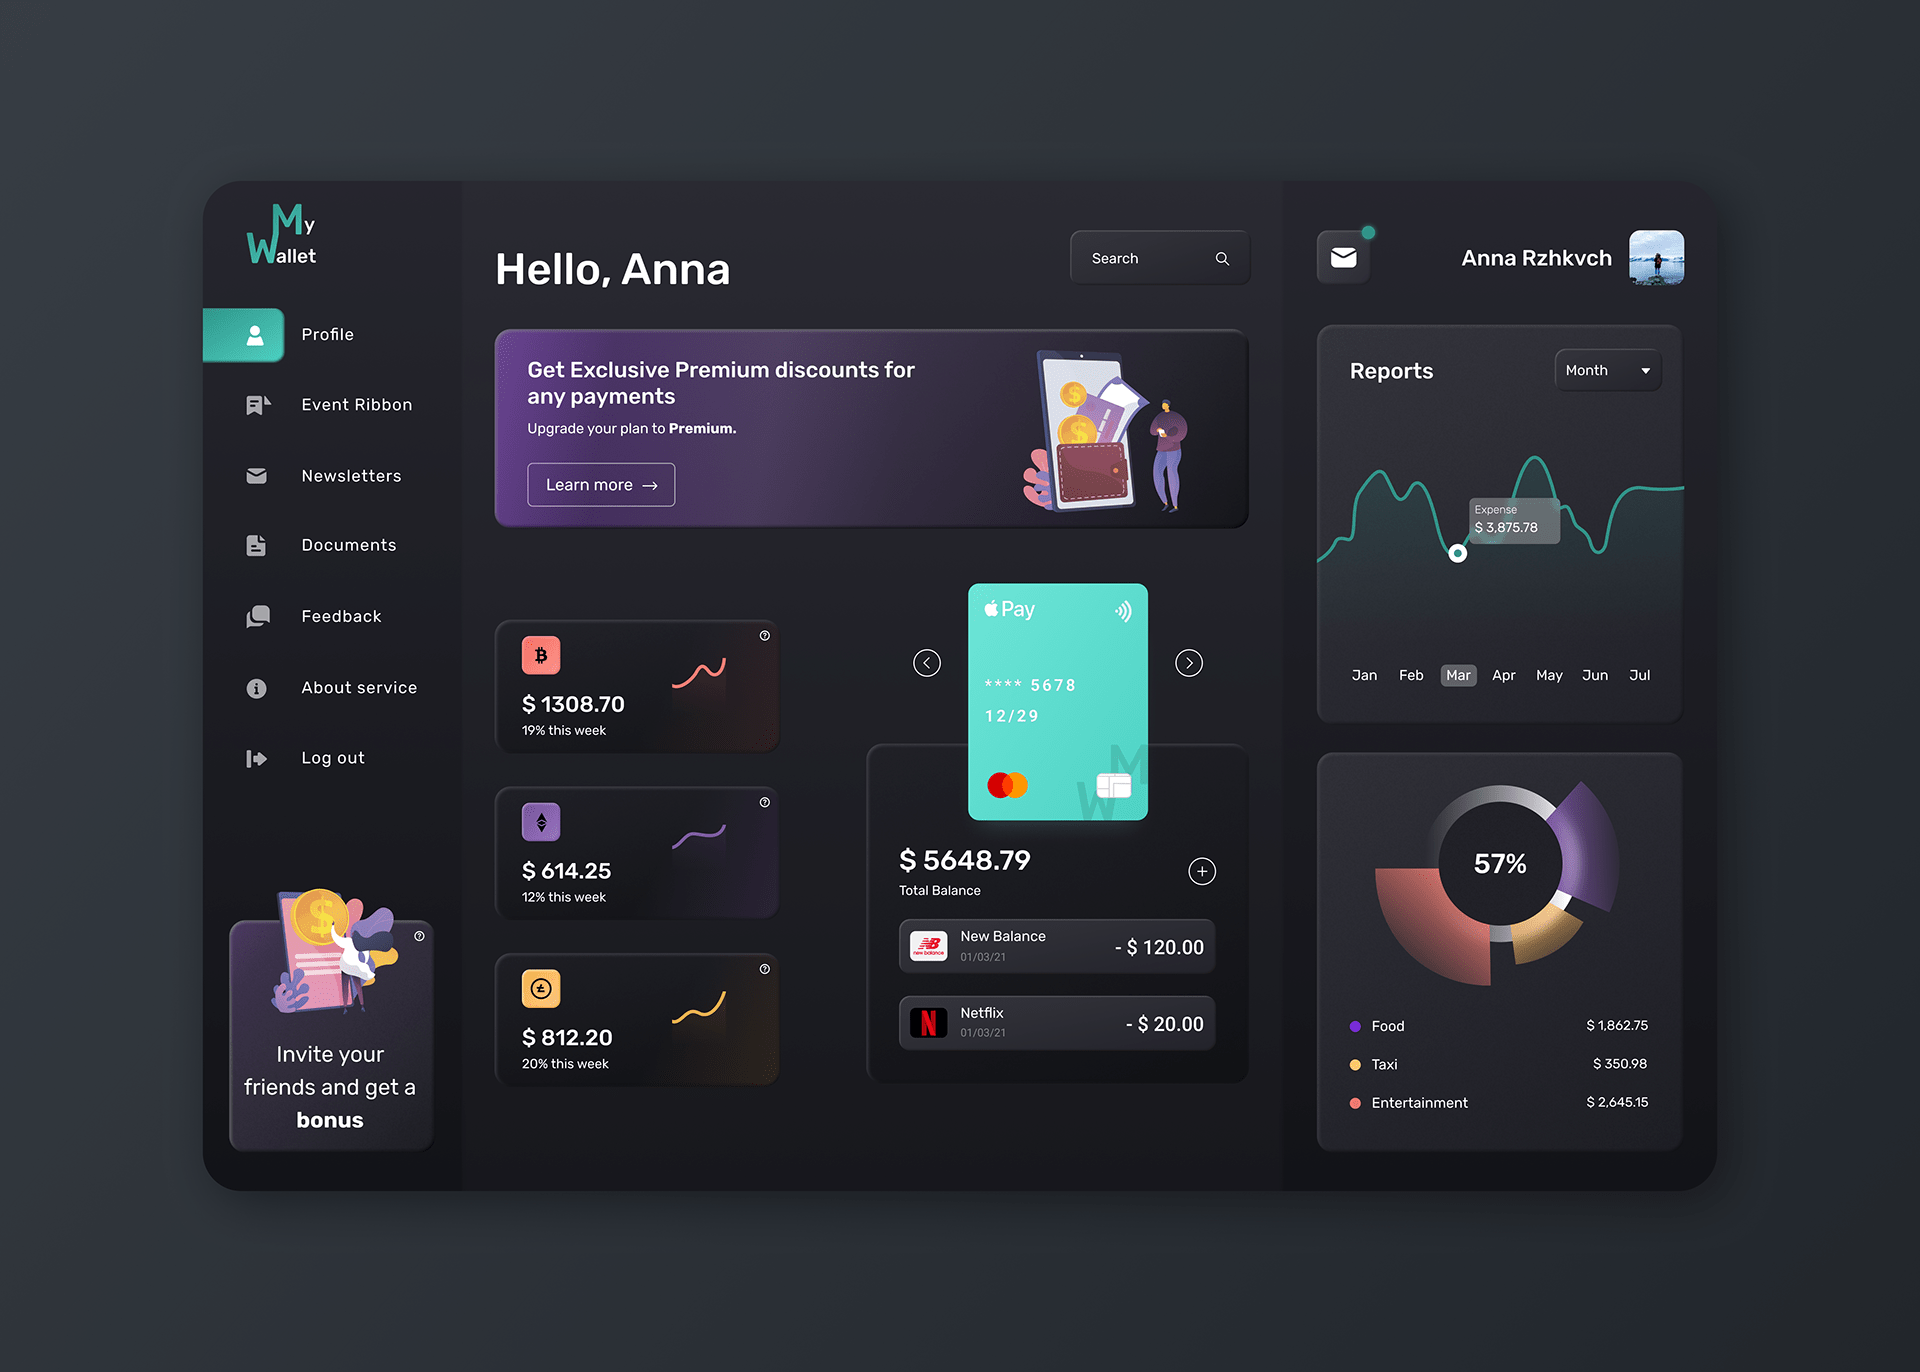 My
Wallet
Profile
Event Ribbon
Newsletters
Documents
Feedback
About service
Log out
Invite your
friends and get a
bonus
Hello, Anna
Search
Get Exclusive Premium discounts for
any payments
Upgrade your plan to Premium.
Learn more
$ 1308.70
19% this week
$ 614.25
12% this week
$ 812.20
20% this week
Pay
**** 5678
12/29
MW
$ 5648.79
Total Balance
NB
new balance
New Balance
01/03/21
- $ 120.00
N
Netflix
01/03/21
- $ 20.00
Anna Rzhkvch
Reports
Month
Expense
$ 3,875.78
Jan Feb Mar Apr May Jun Jul
57%
Food $ 1,862.75
Taxi $ 350.98
Entertainment $ 2,645.15